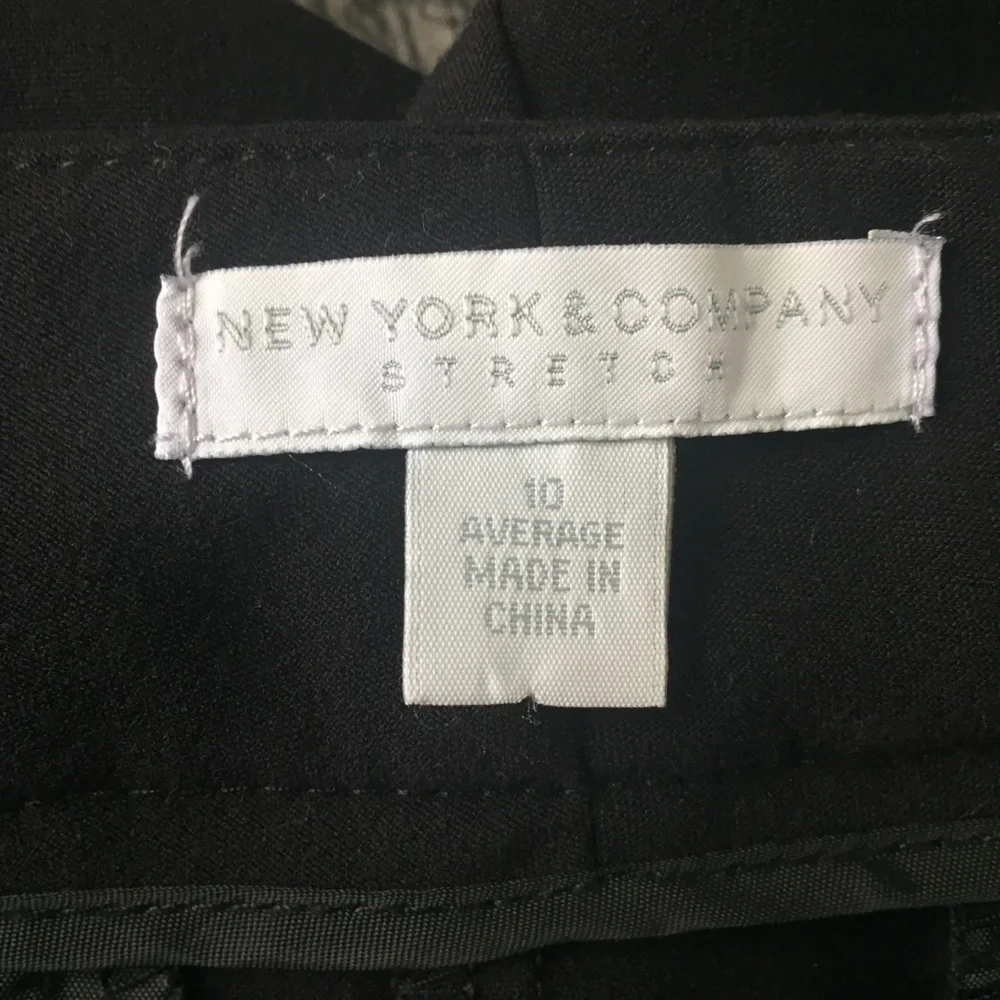 NEW YORK & COMPANY
STRETCH
10
AVERAGE
MADE IN
CHINA